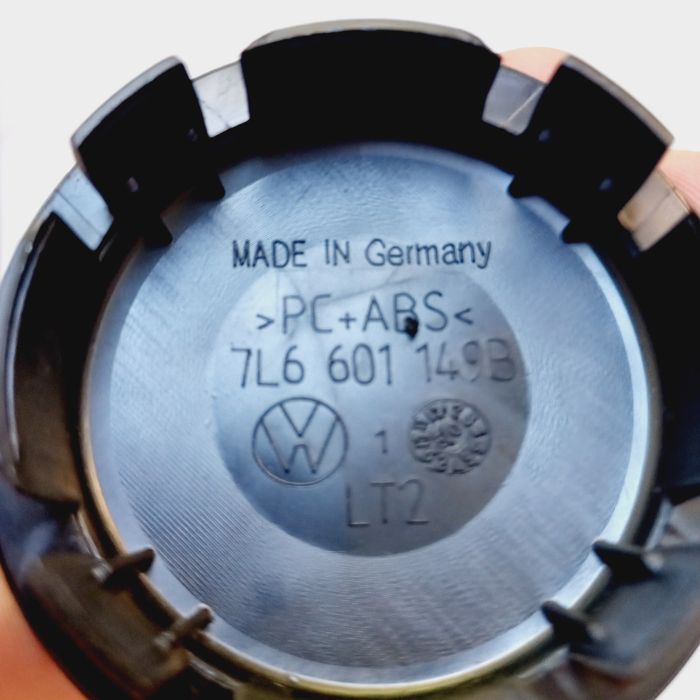 MADE IN Germany
>PC+ABS<
7L6 601 149B
1
LT2